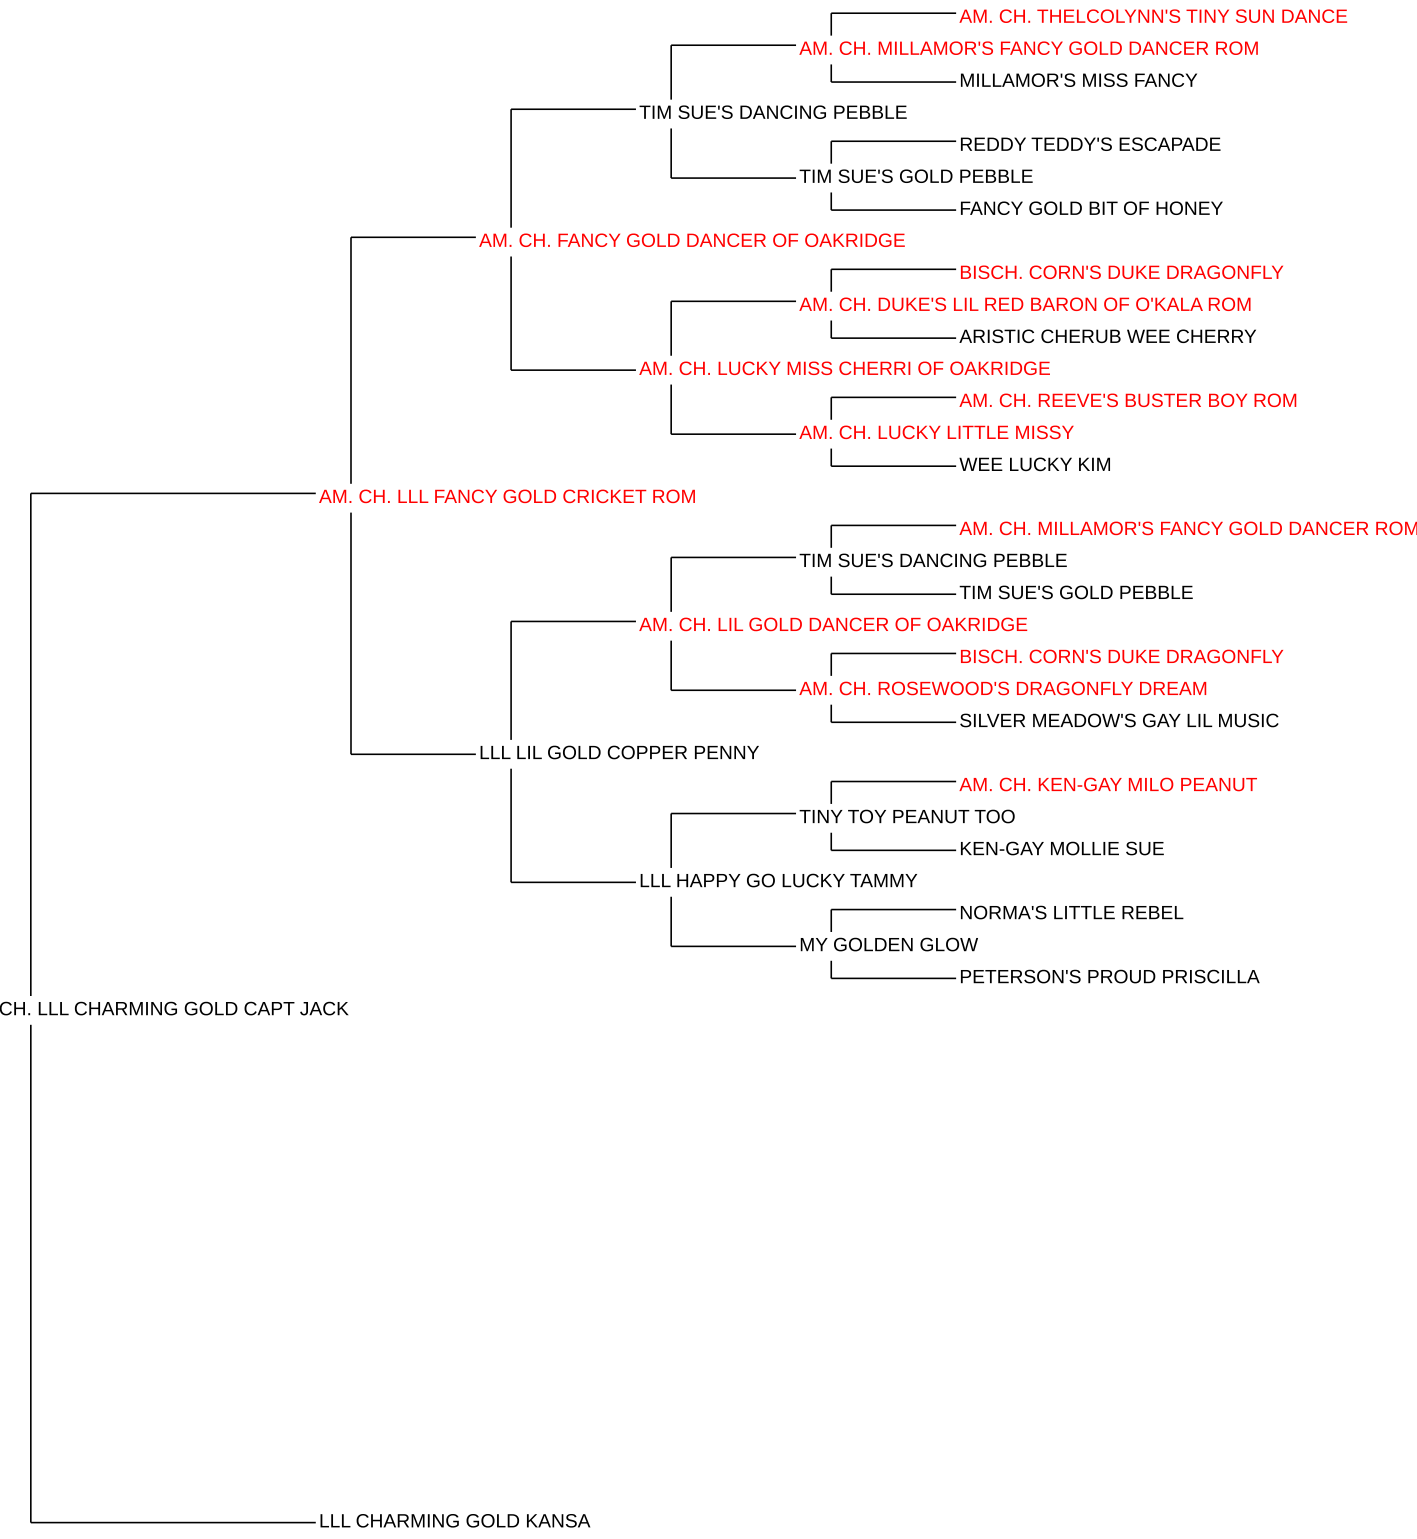 AM. CH. THELCOLYNN'S TINY SUN DANCE
AM. CH. MILLAMOR'S FANCY GOLD DANCER ROM
MILLAMOR'S MISS FANCY
TIM SUE'S DANCING PEBBLE
REDDY TEDDY'S ESCAPADE
TIM SUE'S GOLD PEBBLE
FANCY GOLD BIT OF HONEY
AM. CH. FANCY GOLD DANCER OF OAKRIDGE
BISCH. CORN'S DUKE DRAGONFLY
AM. CH. DUKE'S LIL RED BARON OF O'KALA ROM
ARISTIC CHERUB WEE CHERRY
AM. CH. LUCKY MISS CHERRI OF OAKRIDGE
AM. CH. REEVE'S BUSTER BOY ROM
AM. CH. LUCKY LITTLE MISSY
WEE LUCKY KIM
AM. CH. LLL FANCY GOLD CRICKET ROM
AM. CH. MILLAMOR'S FANCY GOLD DANCER ROM
TIM SUE'S DANCING PEBBLE
TIM SUE'S GOLD PEBBLE
AM. CH. LIL GOLD DANCER OF OAKRIDGE
BISCH. CORN'S DUKE DRAGONFLY
AM. CH. ROSEWOOD'S DRAGONFLY DREAM
SILVER MEADOW'S GAY LIL MUSIC
LLL LIL GOLD COPPER PENNY
AM. CH. KEN-GAY MILO PEANUT
TINY TOY PEANUT TOO
KEN-GAY MOLLIE SUE
LLL HAPPY GO LUCKY TAMMY
NORMA'S LITTLE REBEL
MY GOLDEN GLOW
PETERSON'S PROUD PRISCILLA
CH. LLL CHARMING GOLD CAPT JACK
LLL CHARMING GOLD KANSA